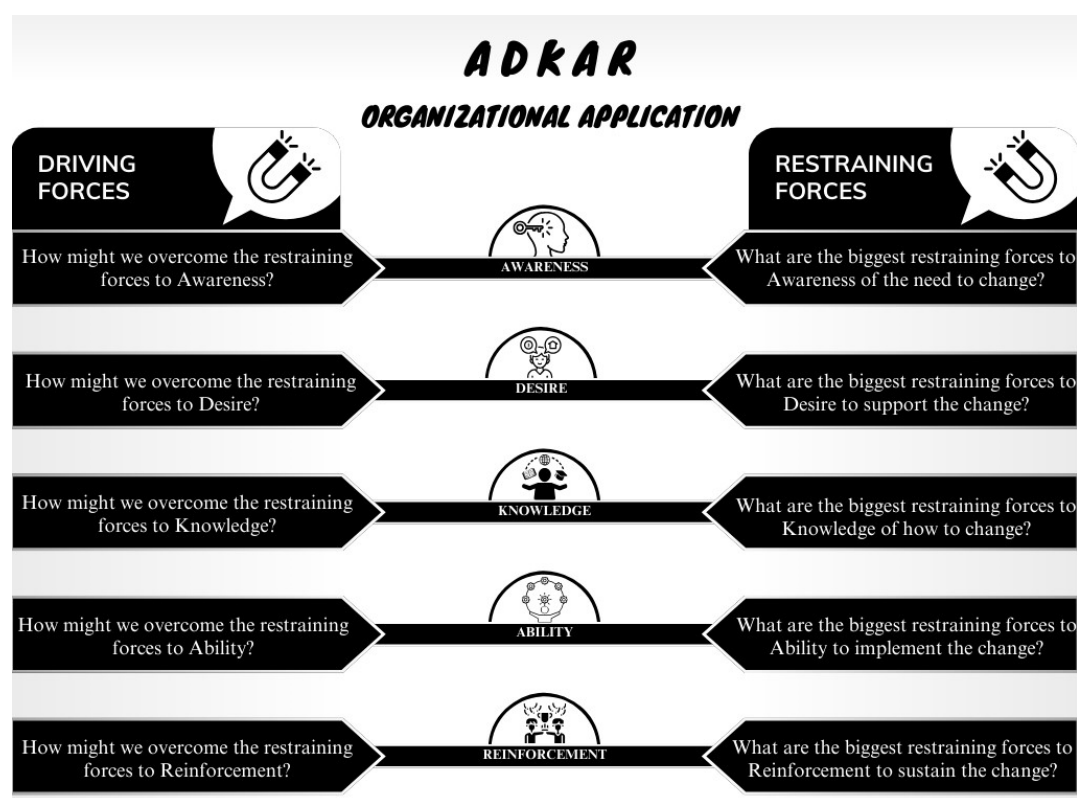 ADKAR
ORGANIZATIONAL APPLICATION
DRIVING
FORCES
RESTRAINING
FORCES
How might we overcome the restraining
forces to Awareness?
AWARENESS
What are the biggest restraining forces to
Awareness of the need to change?
How might we overcome the restraining
forces to Desire?
DESIRE
What are the biggest restraining forces to
Desire to support the change?
How might we overcome the restraining
forces to Knowledge?
KNOWLEDGE
What are the biggest restraining forces to
Knowledge of how to change?
How might we overcome the restraining
forces to Ability?
ABILITY
What are the biggest restraining forces to
Ability to implement the change?
How might we overcome the restraining
forces to Reinforcement?
REINFORCEMENT
What are the biggest restraining forces to
Reinforcement to sustain the change?